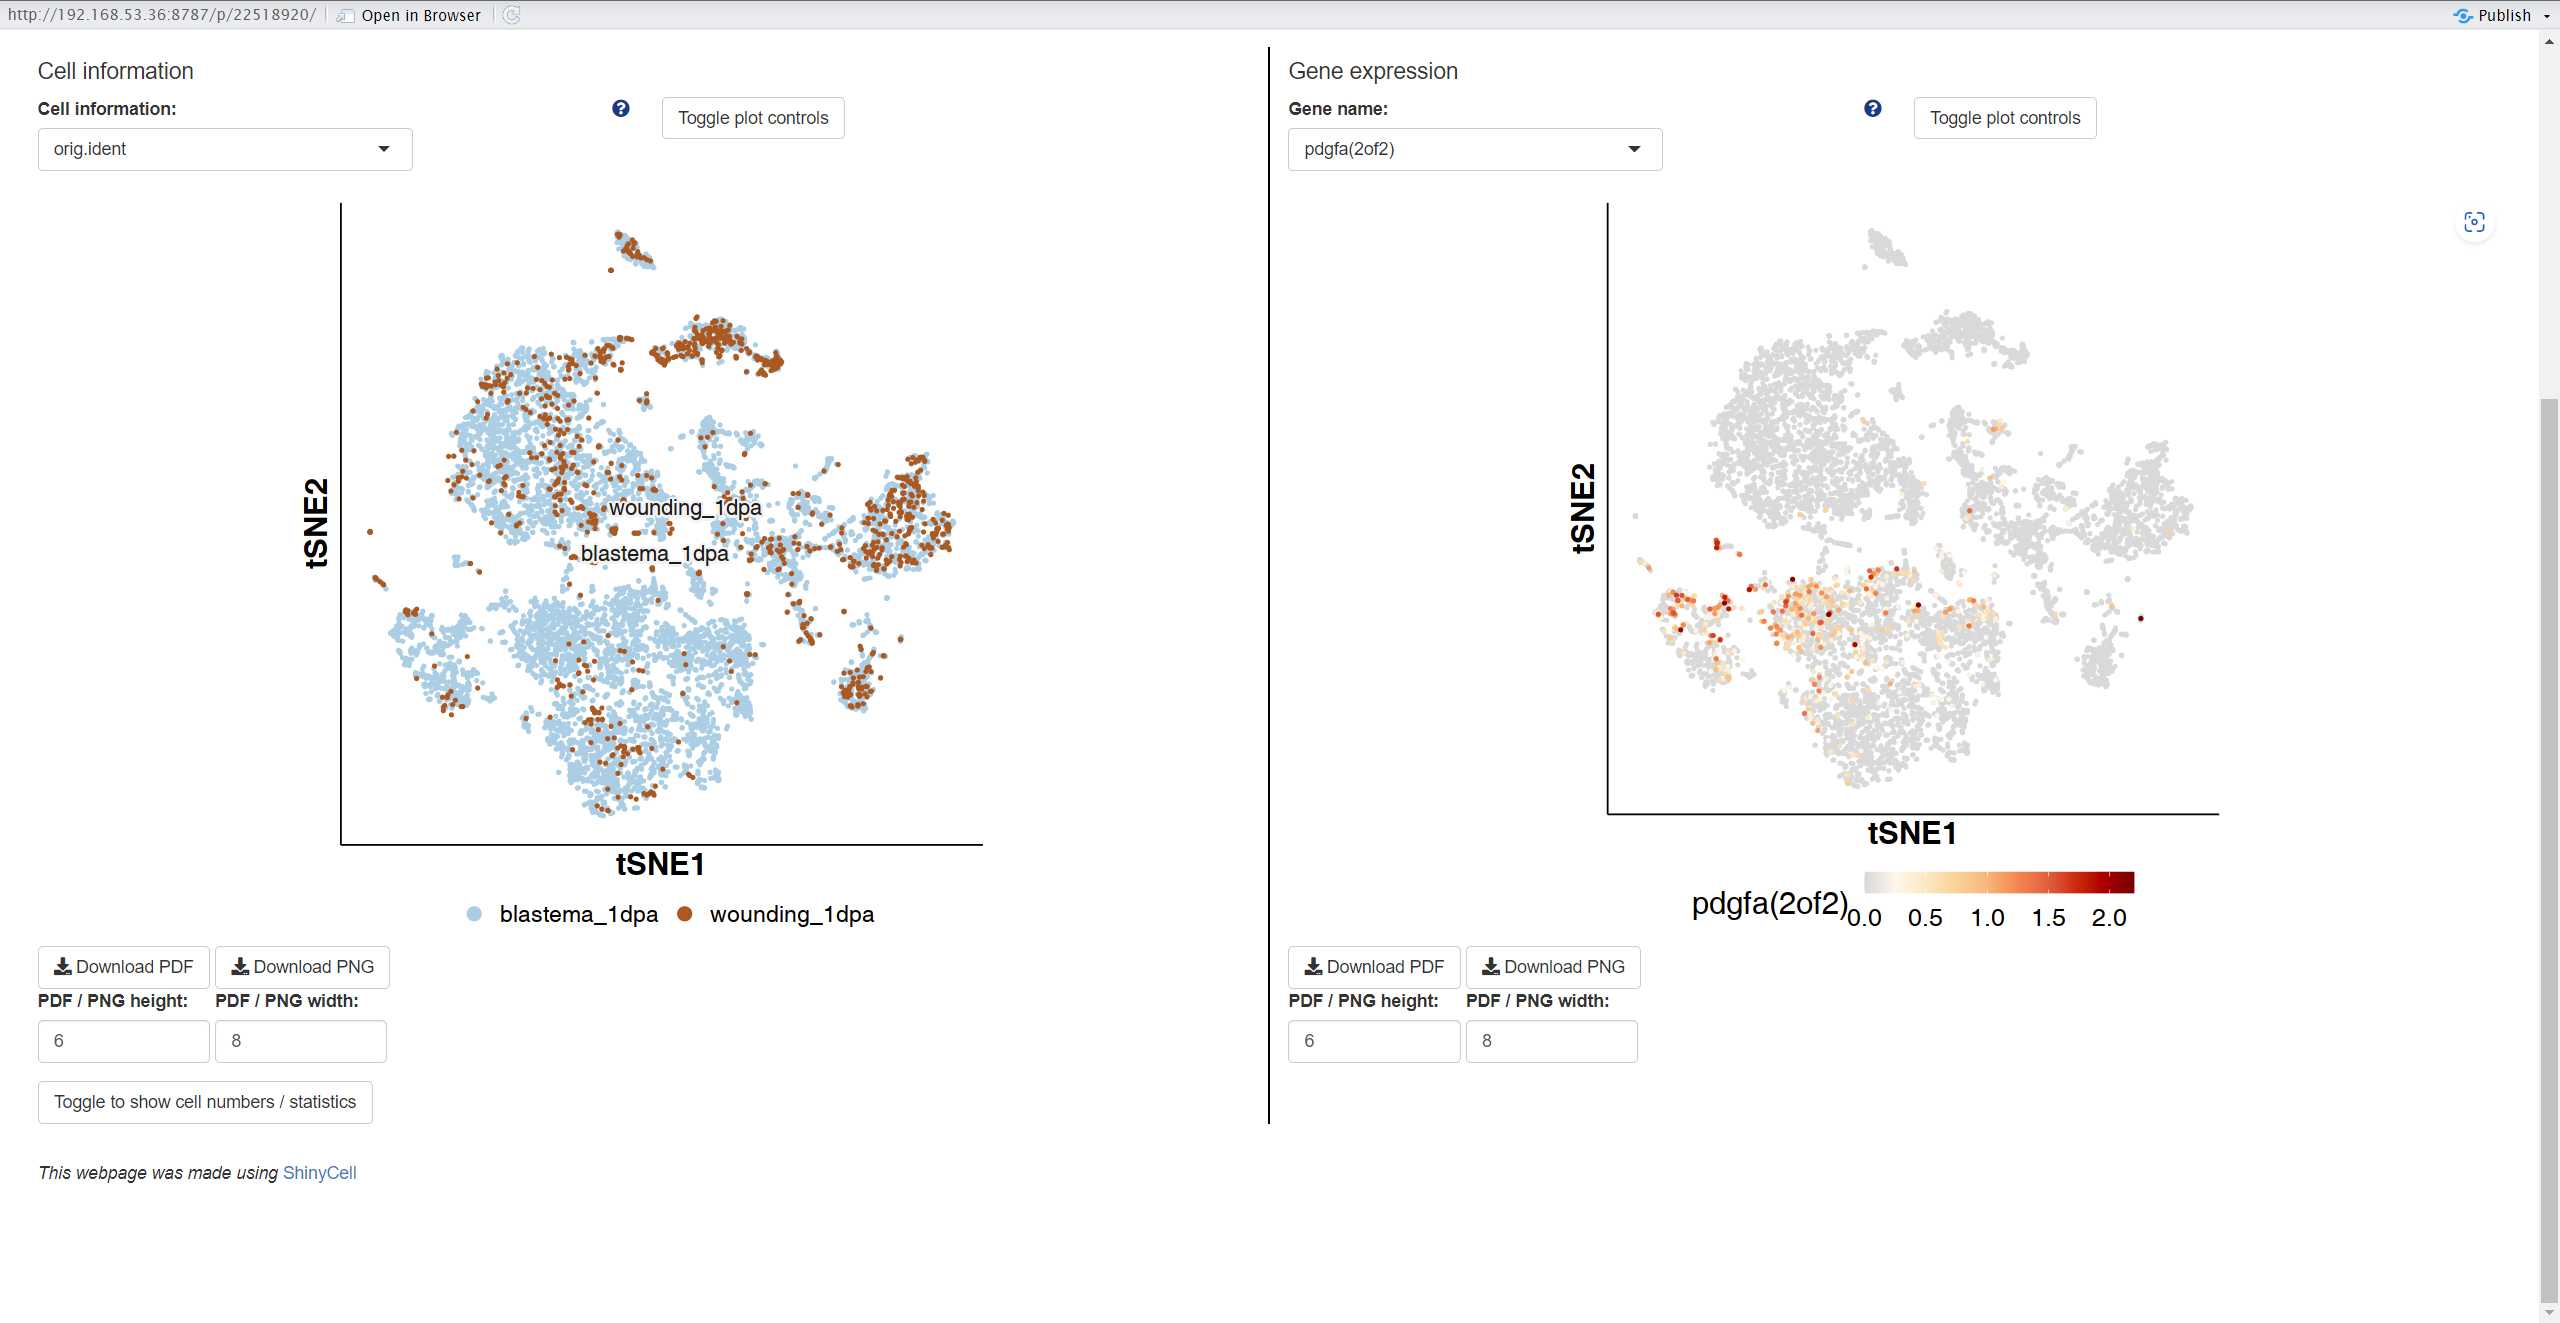 http://192.168.53.36:8787/p/22518920/ Open in Browser Publish
Cell information
Cell information:
Toggle plot controls
orig.ident
tSNE2
wounding_1dpa
blastema_1dpa
tSNE1
blastema_1dpa wounding_1dpa
Download PDF Download PNG
PDF / PNG height: PDF / PNG width:
6 8
Toggle to show cell numbers / statistics
This webpage was made using ShinyCell
Gene expression
Gene name:
Toggle plot controls
pdgfa(2of2)
tSNE2
tSNE1
pdgfa(2of2)
0.0 0.5 1.0 1.5 2.0
Download PDF Download PNG
PDF / PNG height: PDF / PNG width:
6 8